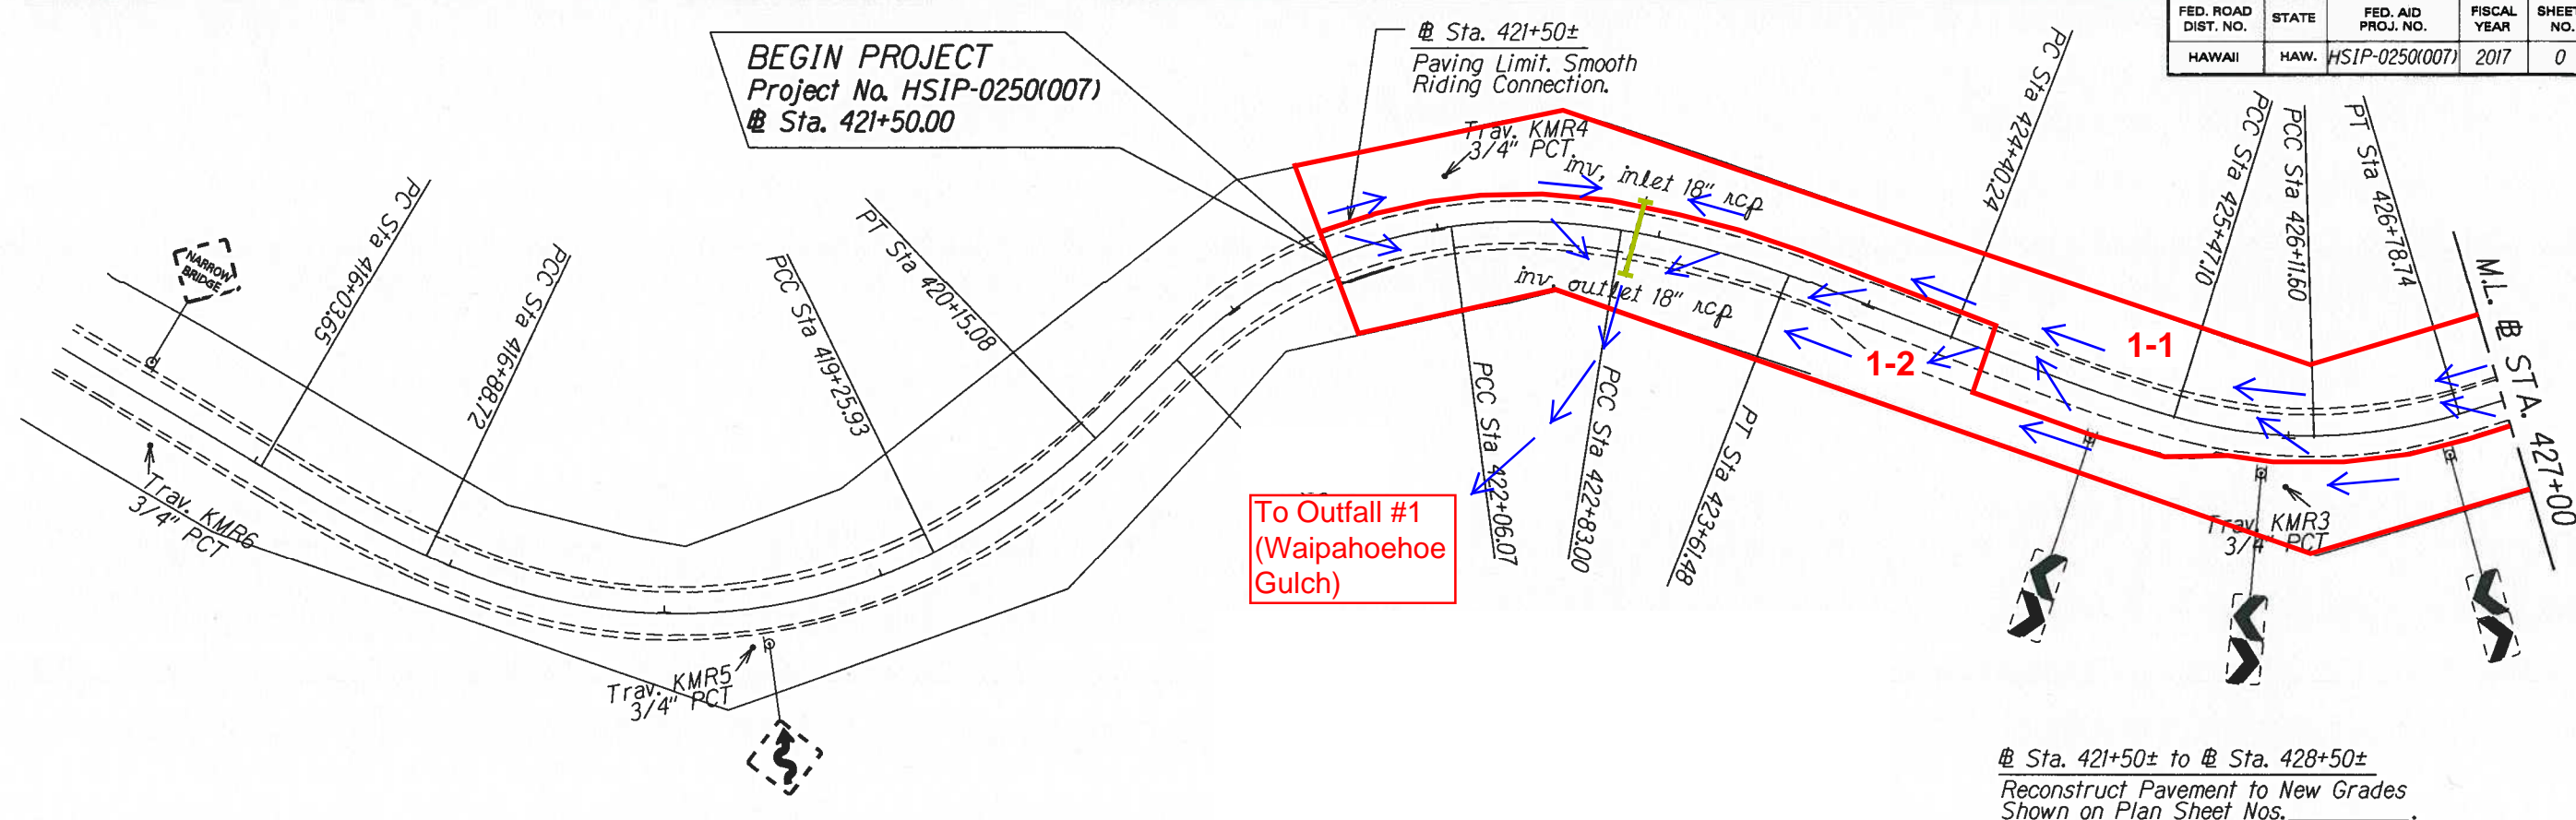 BEGIN PROJECT
Project No. HSIP-0250(007)
℄ Sta. 421+50.00
℄ Sta. 421+50±
Paving Limit. Smooth
Riding Connection.
FED. ROAD DIST. NO.
STATE
FED. AID PROJ. NO.
FISCAL YEAR
SHEET NO.
HAWAII
HAW.
HSIP-0250(007)
2017
0
NARROW
BRIDGE
PC Sta 416+03.65
PCC Sta 416+88.72
PCC Sta 419+25.93
PT Sta 420+15.08
Trav. KMR4
3/4" PCT.
inv, inlet 18" rcp
inv. outlet 18" rcp
PC Sta 424+40.24
PCC Sta 425+47.10
PCC Sta 426+11.60
PT Sta 426+78.74
M.L. ℄ STA. 427+00
1-1
1-2
PCC Sta 422+06.07
PCC Sta 422+83.00
PT Sta 423+61.48
To Outfall #1
(Waipahoehoe
Gulch)
Trav. KMR6
3/4" PCT
Trav. KMR5
3/4" PCT
Trav. KMR3
3/4" PCT
℄ Sta. 421+50± to ℄ Sta. 428+50±
Reconstruct Pavement to New Grades
Shown on Plan Sheet Nos.________.